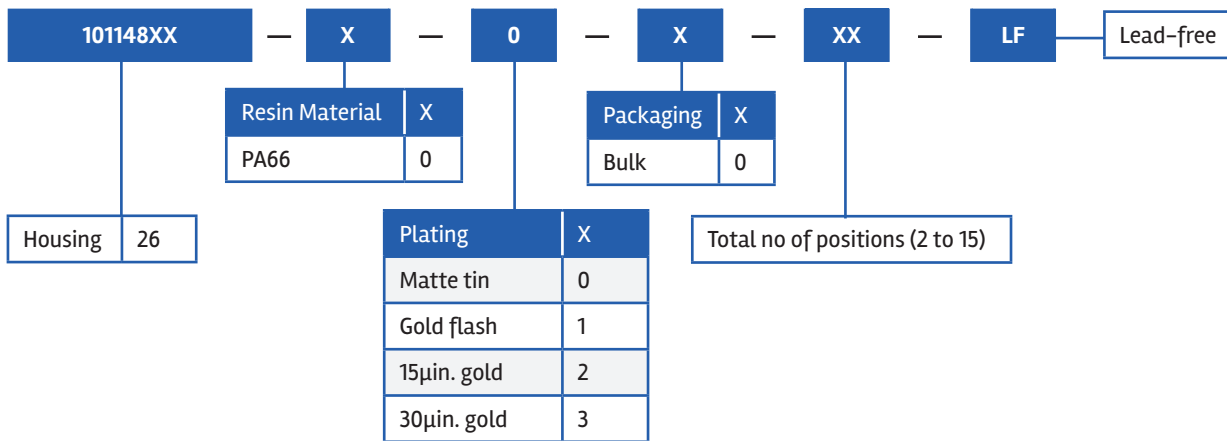 101148XX — X — 0 — X — XX — LF Lead-free
Resin Material X
PA66 0
Packaging X
Bulk 0
Housing 26
Plating X
Matte tin 0
Gold flash 1
15µin. gold 2
30µin. gold 3
Total no of positions (2 to 15)